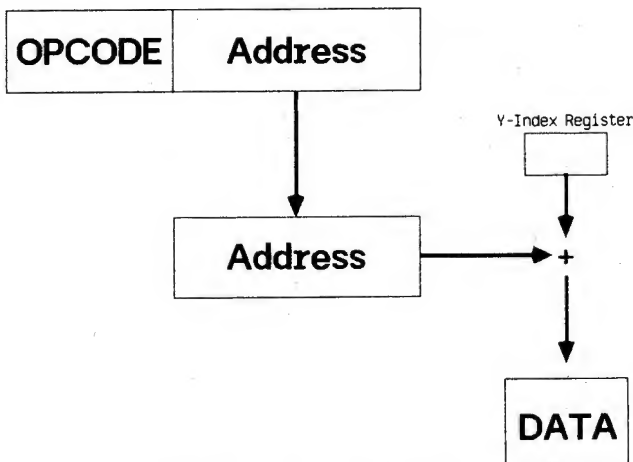 OPCODE Address
Y-Index Register
Address
+
DATA